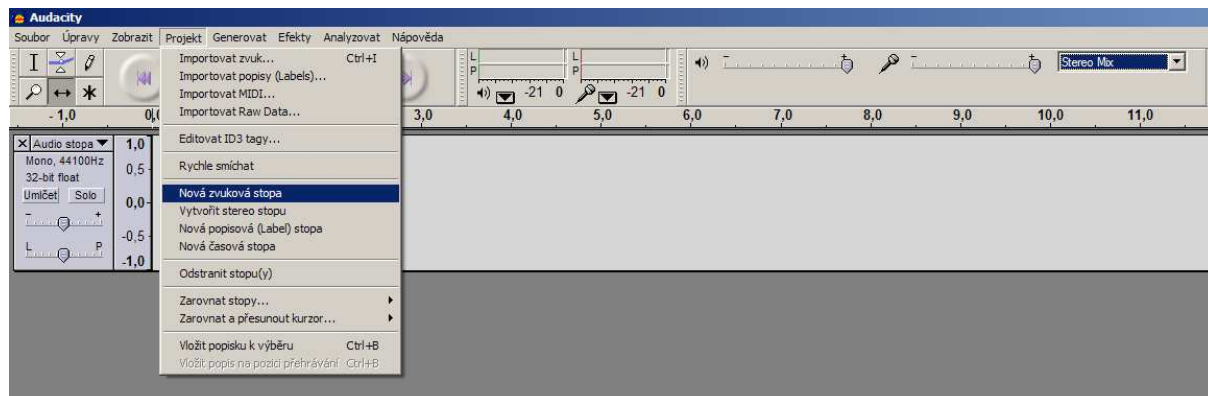 Audacity
Soubor Úpravy Zobrazit Projekt Generovat Efekty Analyzovat Nápověda
L
P
-21 0
L
P
-21 0
- +
- +
Stereo Mix
- 1,0 3,0 4,0 5,0 6,0 7,0 8,0 9,0 10,0 11,0
Audio stopa
Mono, 44100Hz
32-bit float
Umlčet Solo
- +
L P
1,0
0,5
0,0
-0,5
-1,0
Importovat zvuk... Ctrl+I
Importovat popisy (Labels)...
Importovat MIDI...
Importovat Raw Data...
Editovat ID3 tagy...
Rychle smíchat
Nová zvuková stopa
Vytvořit stereo stopu
Nová popisová (Label) stopa
Nová časová stopa
Odstranit stopu(y)
Zarovnat stopy...
Zarovnat a přesunout kurzor...
Vložit popisku k výběru Ctrl+B
Vložit popis na pozici přehrávání Ctrl+B